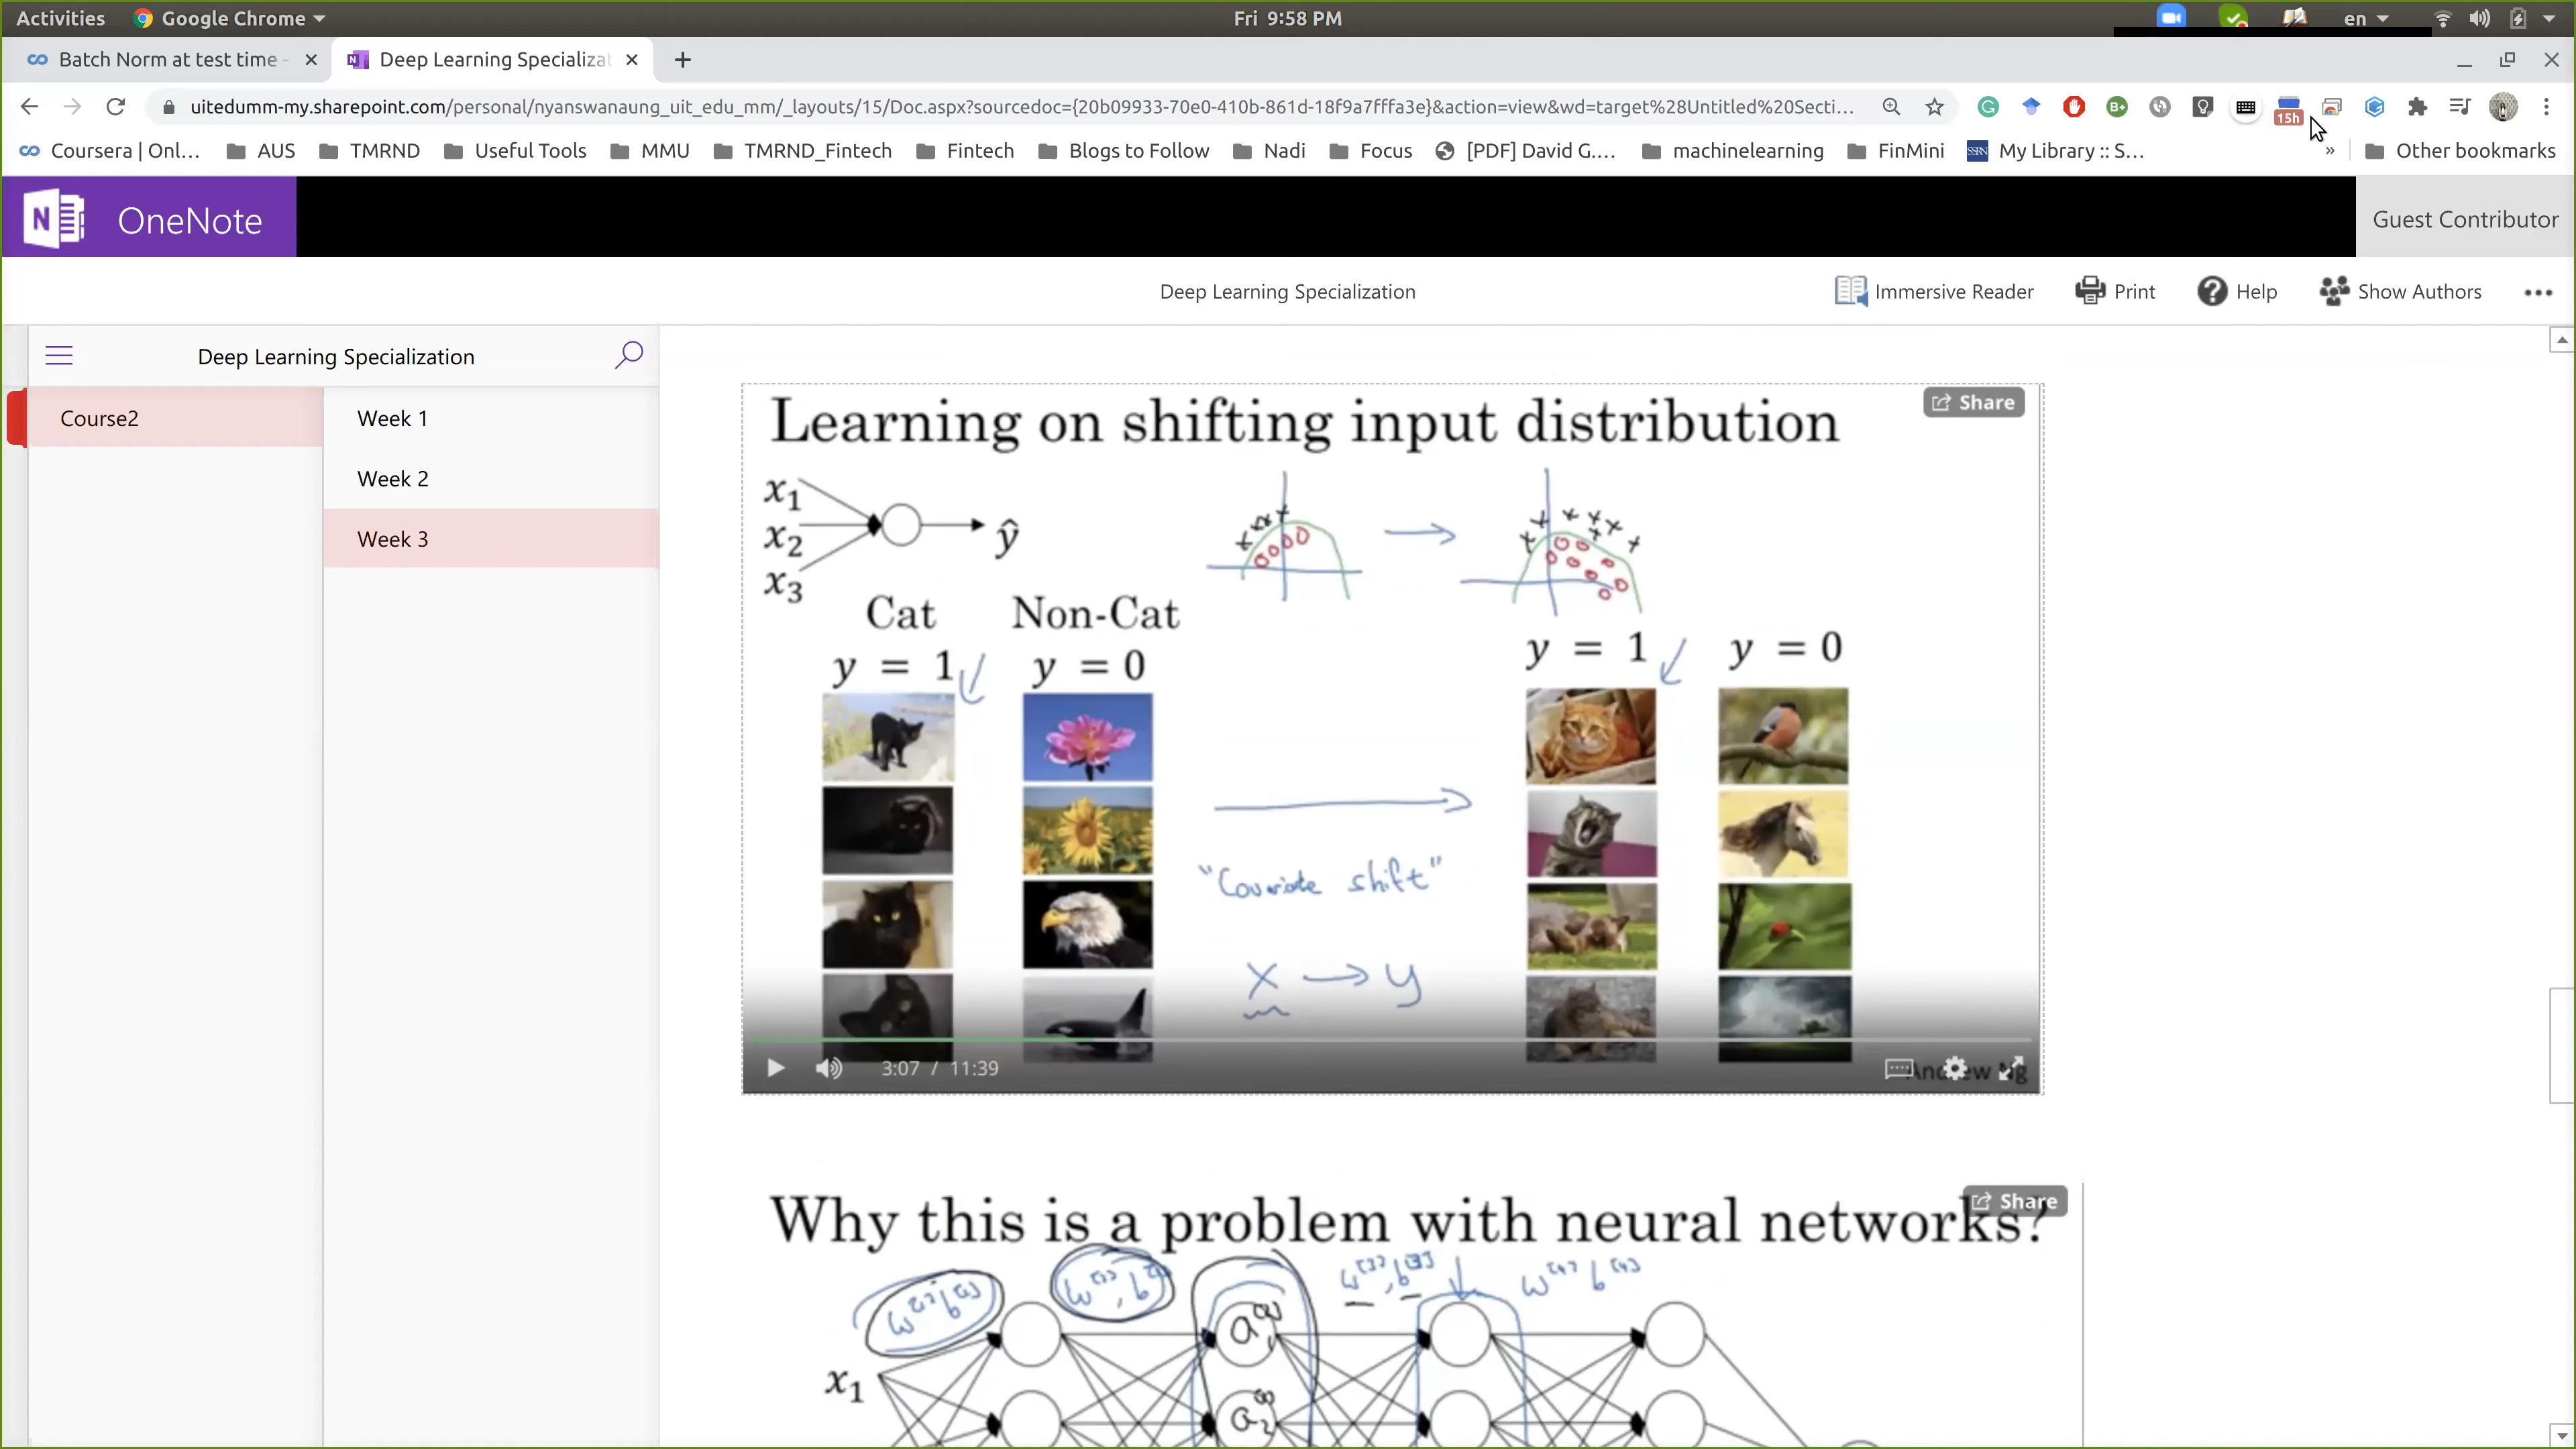 Activities Google Chrome Fri 9:58 PM en
Batch Norm at test time - Deep Learning Specializat
uitedumm-my.sharepoint.com/personal/nyanswanaung_uit_edu_mm/_layouts/15/Doc.aspx?sourcedoc={20b09933-70e0-410b-861d-18f9a7fffa3e}&action=view&wd=target%28Untitled%20Secti... 15h
Coursera | Onl... AUS TMRND Useful Tools MMU TMRND_Fintech Fintech Blogs to Follow Nadi Focus [PDF] David G.... machinelearning FinMini SSRN My Library :: S... » Other bookmarks
N OneNote Guest Contributor
Deep Learning Specialization Immersive Reader Print Help Show Authors
Deep Learning Specialization
Course2
Week 1
Week 2
Week 3
Learning on shifting input distribution Share
x₁
x₂ ŷ
x₃
Cat Non-Cat
y = 1 y = 0 y = 1 y = 0
"Covariate shift"
x → y
3:07 / 11:39
Andrew Ng
Why this is a problem with neural networks? Share
x₁